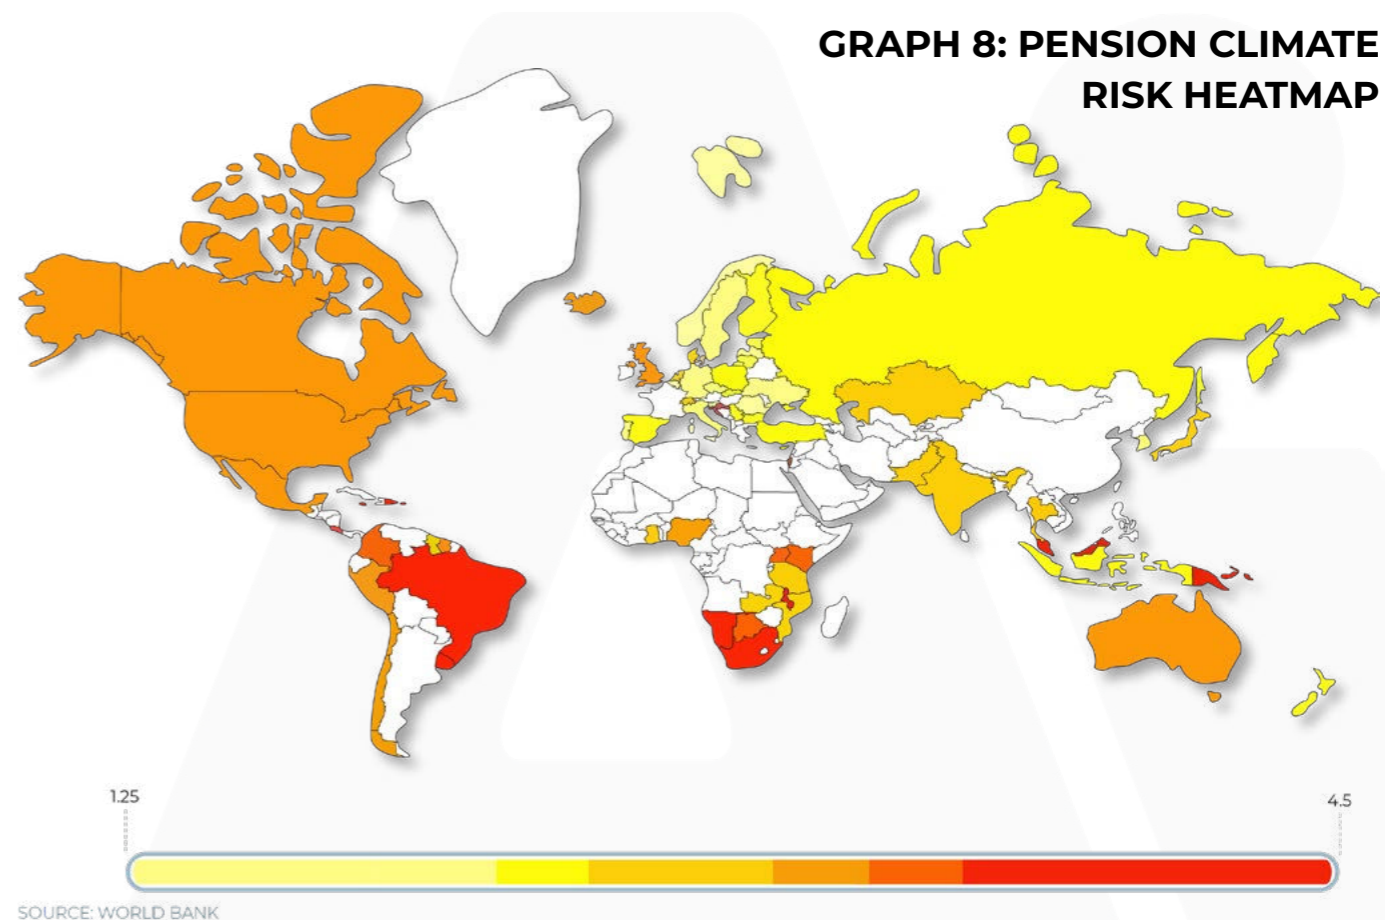 GRAPH 8: PENSION CLIMATE
RISK HEATMAP
1.25
4.5
SOURCE: WORLD BANK